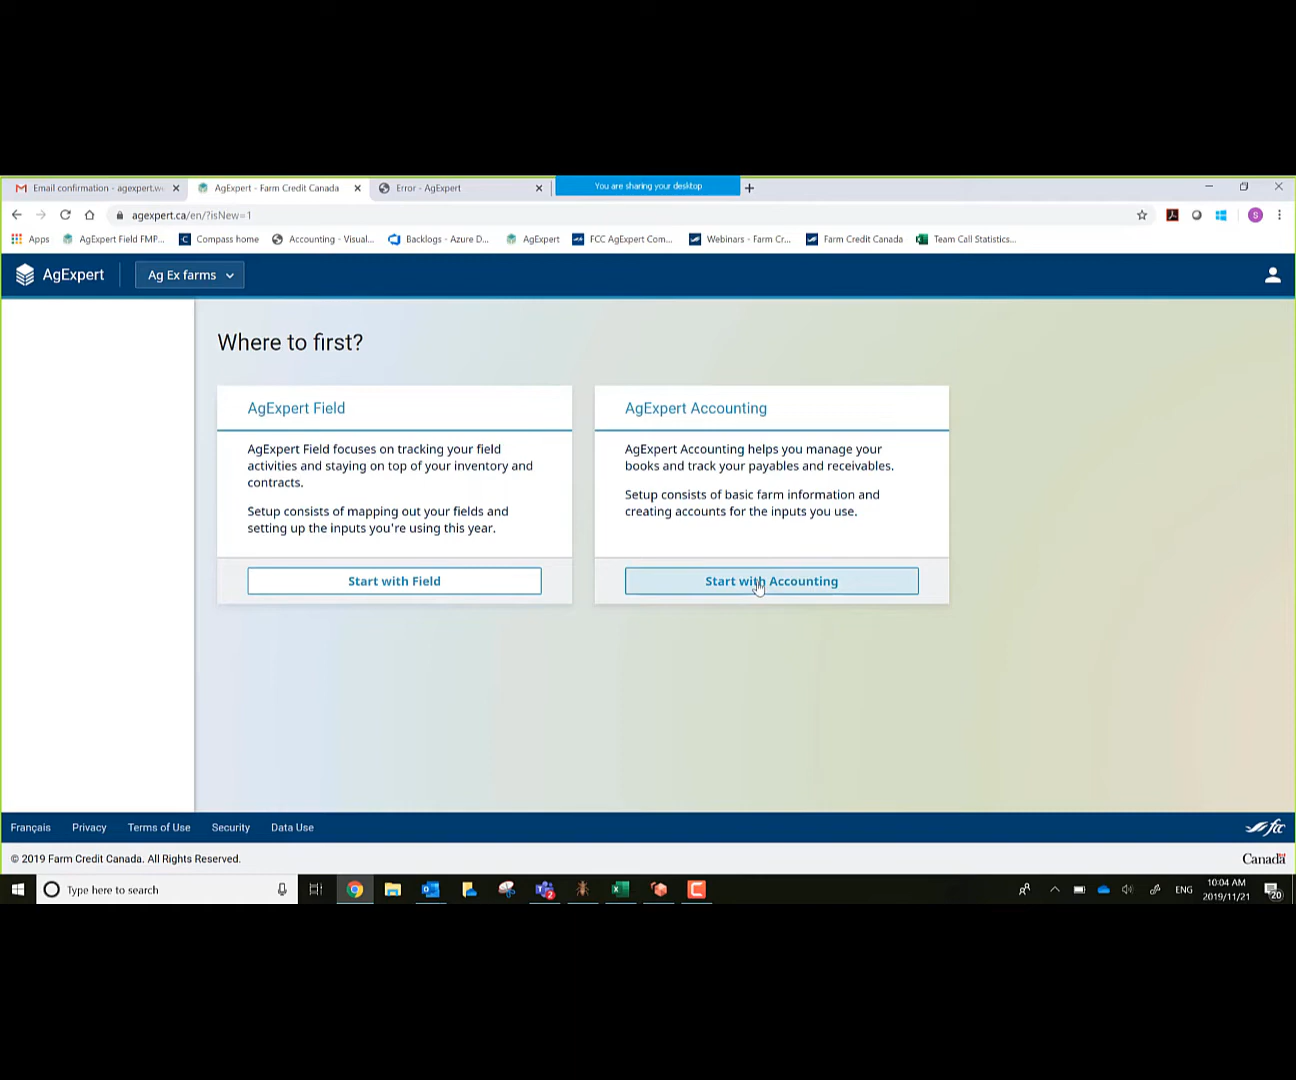 Email confirmation - agexpert.w
AgExpert - Farm Credit Canada
Error - AgExpert
You are sharing your desktop
agexpert.ca/en/?isNew=1
S
Apps
AgExpert Field FMP...
Compass home
Accounting - Visual...
Backlogs - Azure D...
AgExpert
FCC AgExpert Com...
Webinars - Farm Cr...
Farm Credit Canada
Team Call Statistics...
AgExpert
Ag Ex farms
Where to first?
AgExpert Field
AgExpert Field focuses on tracking your field
activities and staying on top of your inventory and
contracts.
Setup consists of mapping out your fields and
setting up the inputs you're using this year.
Start with Field
AgExpert Accounting
AgExpert Accounting helps you manage your
books and track your payables and receivables.
Setup consists of basic farm information and
creating accounts for the inputs you use.
Start with Accounting
Français
Privacy
Terms of Use
Security
Data Use
fcc
© 2019 Farm Credit Canada. All Rights Reserved.
Canada
Type here to search
2
ENG
10:04 AM
2019/11/21
20